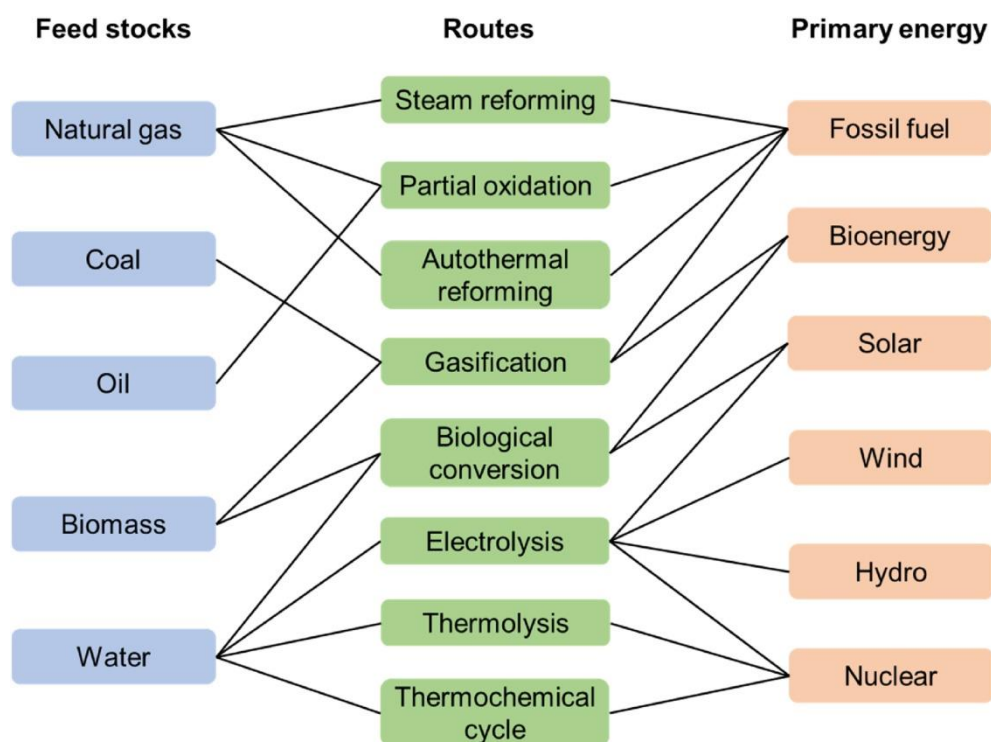 Feed stocks
Routes
Primary energy
Natural gas
Coal
Oil
Biomass
Water
Steam reforming
Partial oxidation
Autothermal
reforming
Gasification
Biological
conversion
Electrolysis
Thermolysis
Thermochemical
cycle
Fossil fuel
Bioenergy
Solar
Wind
Hydro
Nuclear